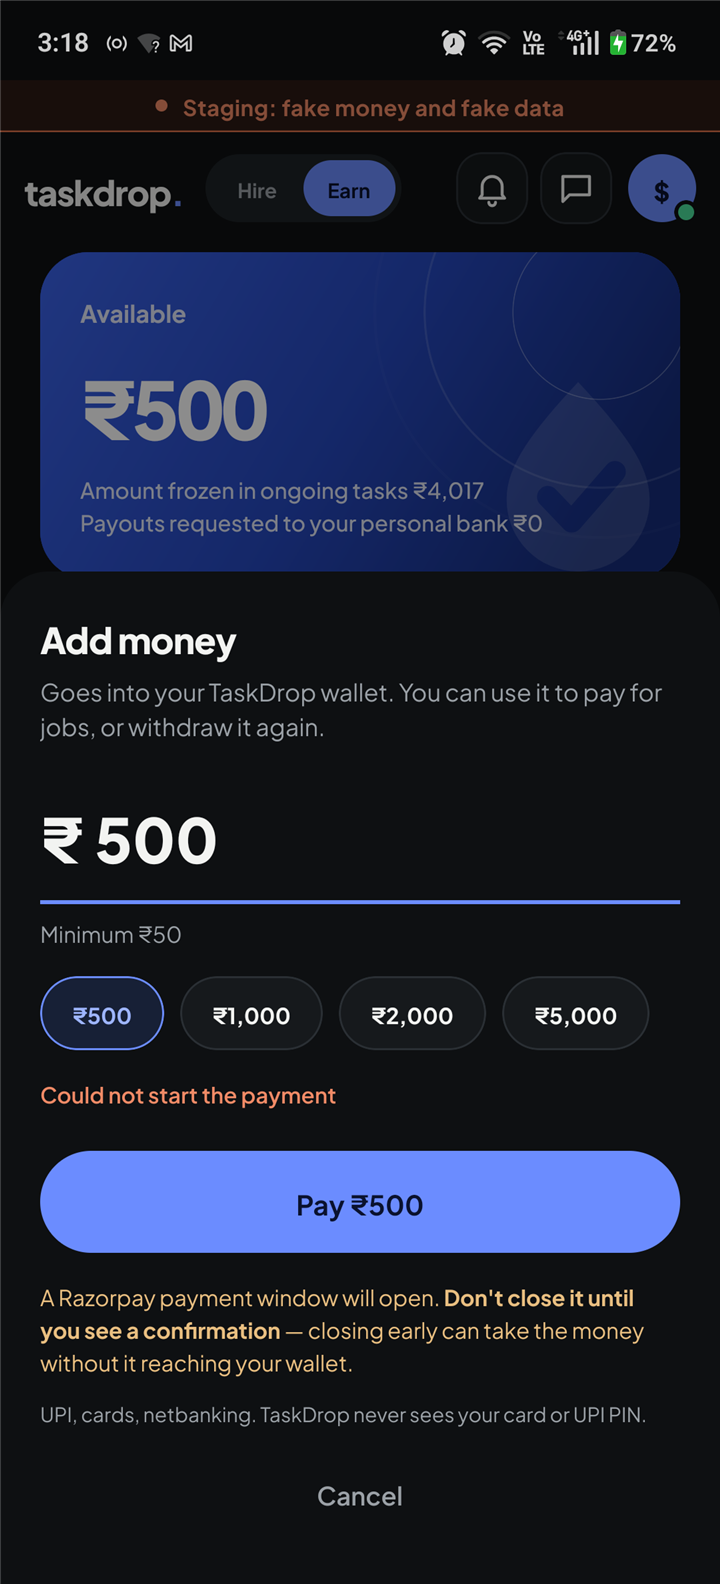 3:18
Vo
LTE
4G+
72%
Staging: fake money and fake data
taskdrop.
Hire
Earn
$
Available
₹500
Amount frozen in ongoing tasks ₹4,017
Payouts requested to your personal bank ₹0
Add money
Goes into your TaskDrop wallet. You can use it to pay for
jobs, or withdraw it again.
₹ 500
Minimum ₹50
₹500
₹1,000
₹2,000
₹5,000
Could not start the payment
Pay ₹500
A Razorpay payment window will open. Don't close it until
you see a confirmation — closing early can take the money
without it reaching your wallet.
UPI, cards, netbanking. TaskDrop never sees your card or UPI PIN.
Cancel